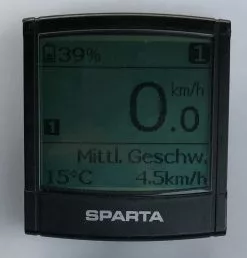 39% 1
km/h
0.0
1
Mittl. Geschw.
15°C 4.5km/h
SPARTA